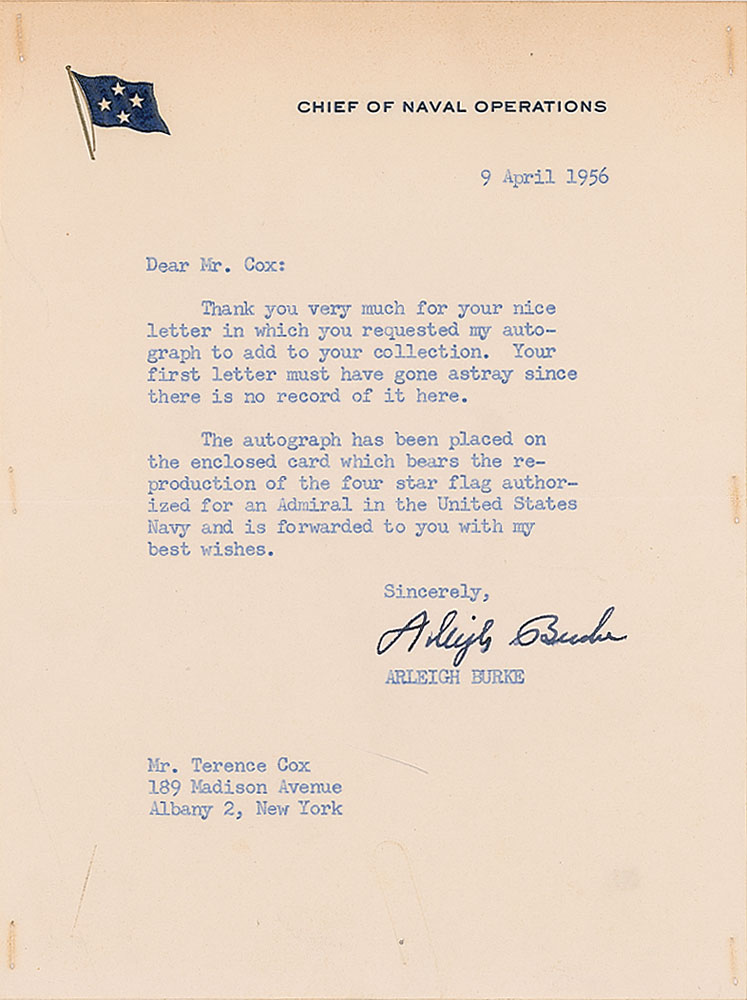 CHIEF OF NAVAL OPERATIONS
9 April 1956
Dear Mr. Cox:
Thank you very much for your nice
letter in which you requested my auto-
graph to add to your collection. Your
first letter must have gone astray since
there is no record of it here.
The autograph has been placed on
the enclosed card which bears the re-
production of the four star flag author-
ized for an Admiral in the United States
Navy and is forwarded to you with my
best wishes.
Sincerely,
Arleigh Burke
ARLEIGH BURKE
Mr. Terence Cox
189 Madison Avenue
Albany 2, New York